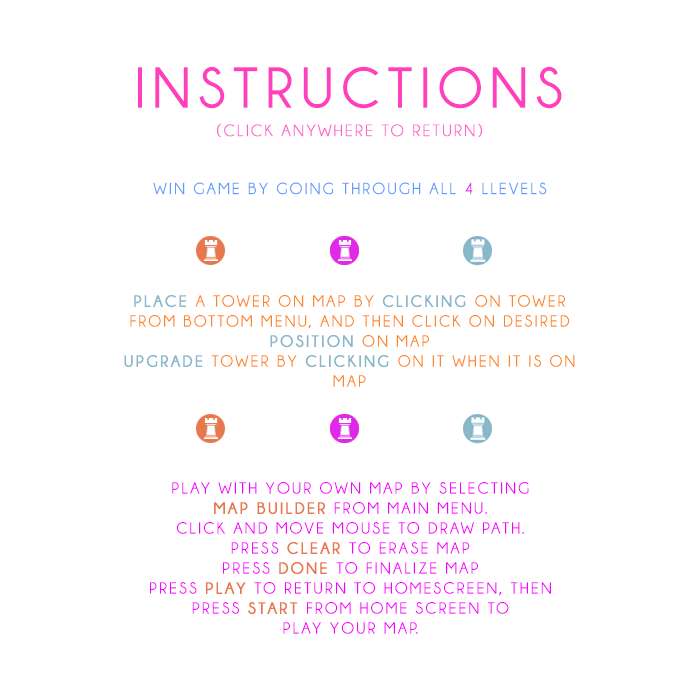 INSTRUCTIONS
(CLICK ANYWHERE TO RETURN)
WIN GAME BY GOING THROUGH ALL 4 LLEVELS
PLACE A TOWER ON MAP BY CLICKING ON TOWER
FROM BOTTOM MENU, AND THEN CLICK ON DESIRED
POSITION ON MAP
UPGRADE TOWER BY CLICKING ON IT WHEN IT IS ON
MAP
PLAY WITH YOUR OWN MAP BY SELECTING
MAP BUILDER FROM MAIN MENU.
CLICK AND MOVE MOUSE TO DRAW PATH.
PRESS CLEAR TO ERASE MAP
PRESS DONE TO FINALIZE MAP
PRESS PLAY TO RETURN TO HOMESCREEN, THEN
PRESS START FROM HOME SCREEN TO
PLAY YOUR MAP.